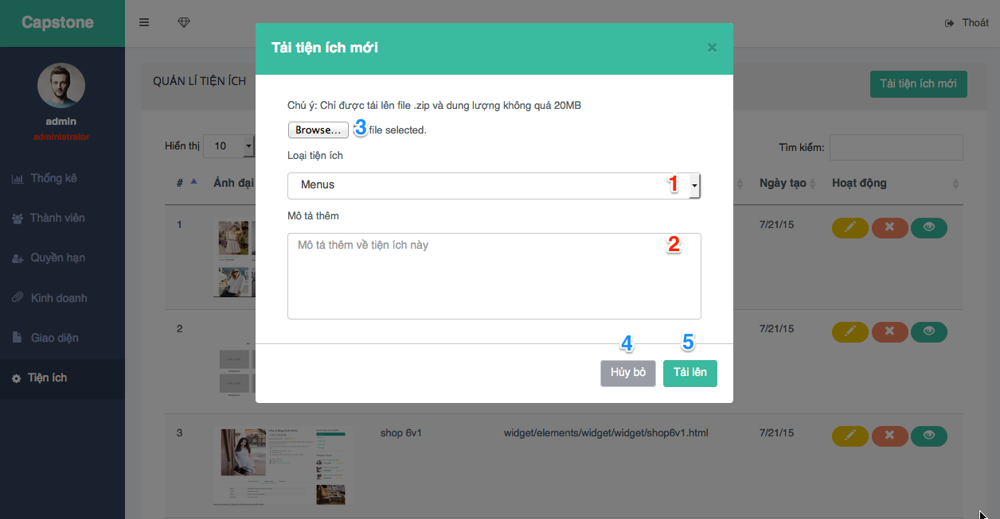 Capstone
Thoát
Tải tiện ích mới
×
QUẢN LÍ TIỆN ÍCH
Tải tiện ích mới
admin
administrator
Chú ý: Chỉ được tải lên file .zip và dung lượng không quá 20MB
Browse... 3 file selected.
Hiển thị 10
Tìm kiếm:
Loại tiện ích
Thống kê
# Ảnh đại
Menus 1
Ngày tạo Hoạt động
Thành viên
Mô tả thêm
1 7/21/15
Mô tả thêm về tiện ích này 2
Quyền hạn
Kinh doanh
2 7/21/15
Giao diện
4 5
Hủy bỏ Tải lên
Tiện ích
3 shop 6v1 widget/elements/widget/widget/shop6v1.html 7/21/15